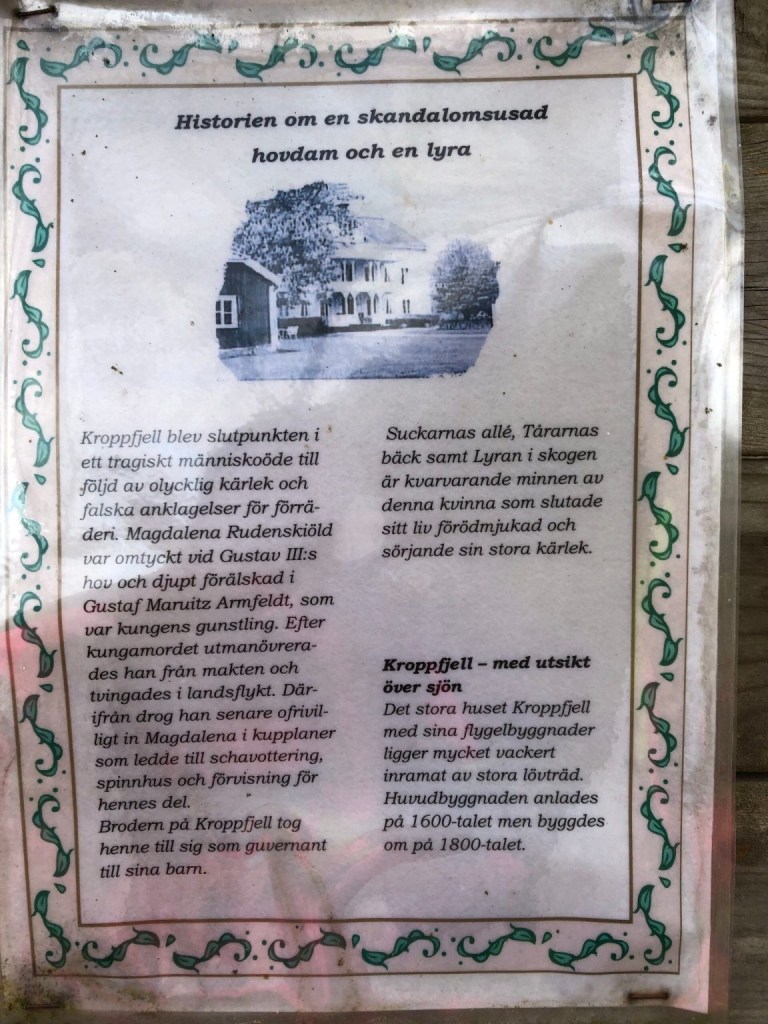 Historien om en skandalomsusad
hovdam och en lyra
Kroppfjell blev slutpunkten i
ett tragiskt människoöde till
följd av olycklig kärlek och
falska anklagelser för förrä-
deri. Magdalena Rudenskiöld
var omtyckt vid Gustav III:s
hov och djupt förälskad i
Gustaf Maruitz Armfeldt, som
var kungens gunstling. Efter
kungamordet utmanövrera-
des han från makten och
tvingades i landsflykt. Där-
ifrån drog han senare ofrivil-
ligt in Magdalena i kupplaner
som ledde till schavottering,
spinnhus och förvisning för
hennes del.
Brodern på Kroppfjell tog
henne till sig som guvernant
till sina barn.
Suckarnas allé, Tårarnas
bäck samt Lyran i skogen
är kvarvarande minnen av
denna kvinna som slutade
sitt liv förödmjukad och
sörjande sin stora kärlek.
Kroppfjell – med utsikt
över sjön
Det stora huset Kroppfjell
med sina flygelbyggnader
ligger mycket vackert
inramat av stora lövträd.
Huvudbyggnaden anlades
på 1600-talet men byggdes
om på 1800-talet.